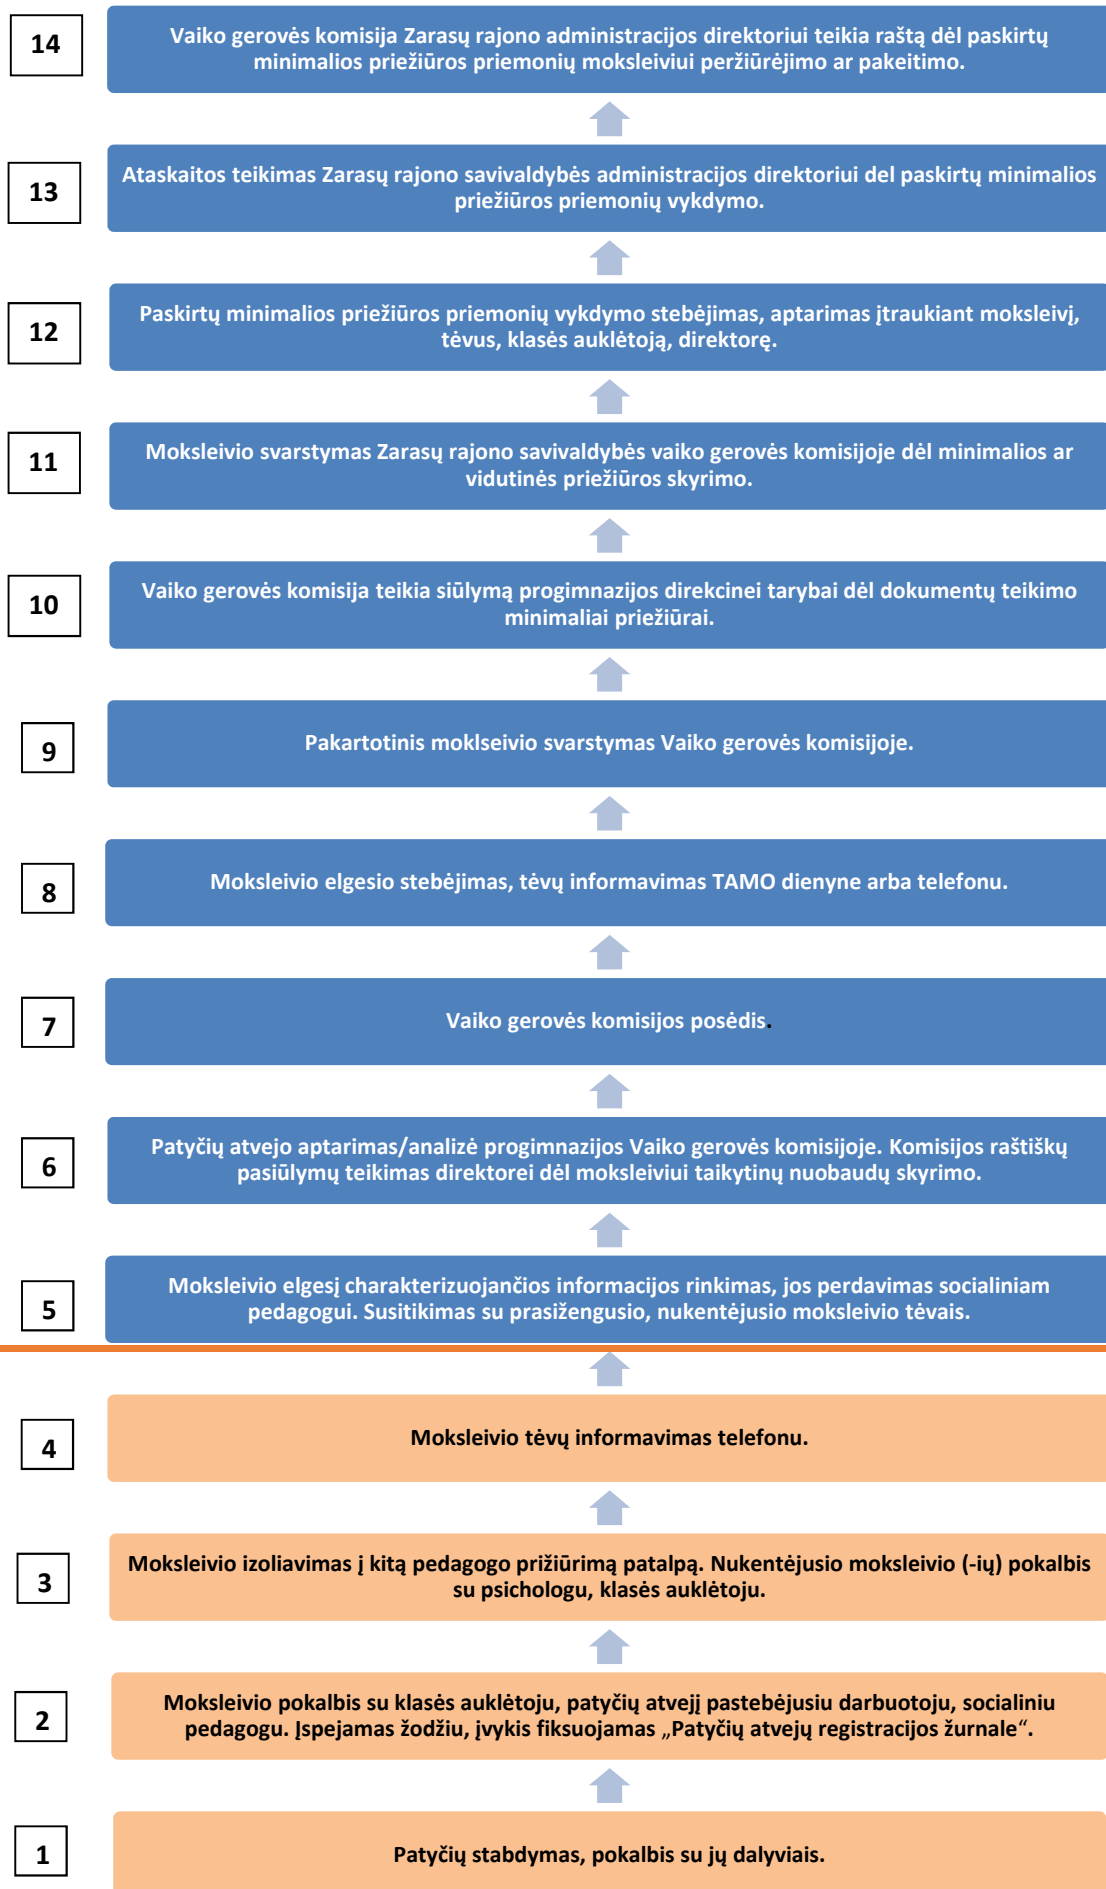 14
Vaiko gerovės komisija Zarasų rajono administracijos direktoriui teikia raštą dėl paskirtų
minimalios priežiūros priemonių moksleiviui peržiūrėjimo ar pakeitimo.
13
Ataskaitos teikimas Zarasų rajono savivaldybės administracijos direktoriui del paskirtų minimalios
priežiūros priemonių vykdymo.
12
Paskirtų minimalios priežiūros priemonių vykdymo stebėjimas, aptarimas įtraukiant moksleivį,
tėvus, klasės auklėtoją, direktorę.
11
Moksleivio svarstymas Zarasų rajono savivaldybės vaiko gerovės komisijoje dėl minimalios ar
vidutinės priežiūros skyrimo.
10
Vaiko gerovės komisija teikia siūlymą progimnazijos direkcinei tarybai dėl dokumentų teikimo
minimaliai priežiūrai.
9
Pakartotinis moklseivio svarstymas Vaiko gerovės komisijoje.
8
Moksleivio elgesio stebėjimas, tėvų informavimas TAMO dienyne arba telefonu.
7
Vaiko gerovės komisijos posėdis.
6
Patyčių atvejo aptarimas/analizė progimnazijos Vaiko gerovės komisijoje. Komisijos raštiškų
pasiūlymų teikimas direktorei dėl moksleiviui taikytinų nuobaudų skyrimo.
5
Moksleivio elgesį charakterizuojančios informacijos rinkimas, jos perdavimas socialiniam
pedagogui. Susitikimas su prasižengusio, nukentėjusio moksleivio tėvais.
4
Moksleivio tėvų informavimas telefonu.
3
Moksleivio izoliavimas į kitą pedagogo prižiūrimą patalpą. Nukentėjusio moksleivio (-ių) pokalbis
su psichologu, klasės auklėtoju.
2
Moksleivio pokalbis su klasės auklėtoju, patyčių atvejį pastebėjusiu darbuotoju, socialiniu
pedagogu. Įspejamas žodžiu, įvykis fiksuojamas „Patyčių atvejų registracijos žurnale“.
1
Patyčių stabdymas, pokalbis su jų dalyviais.